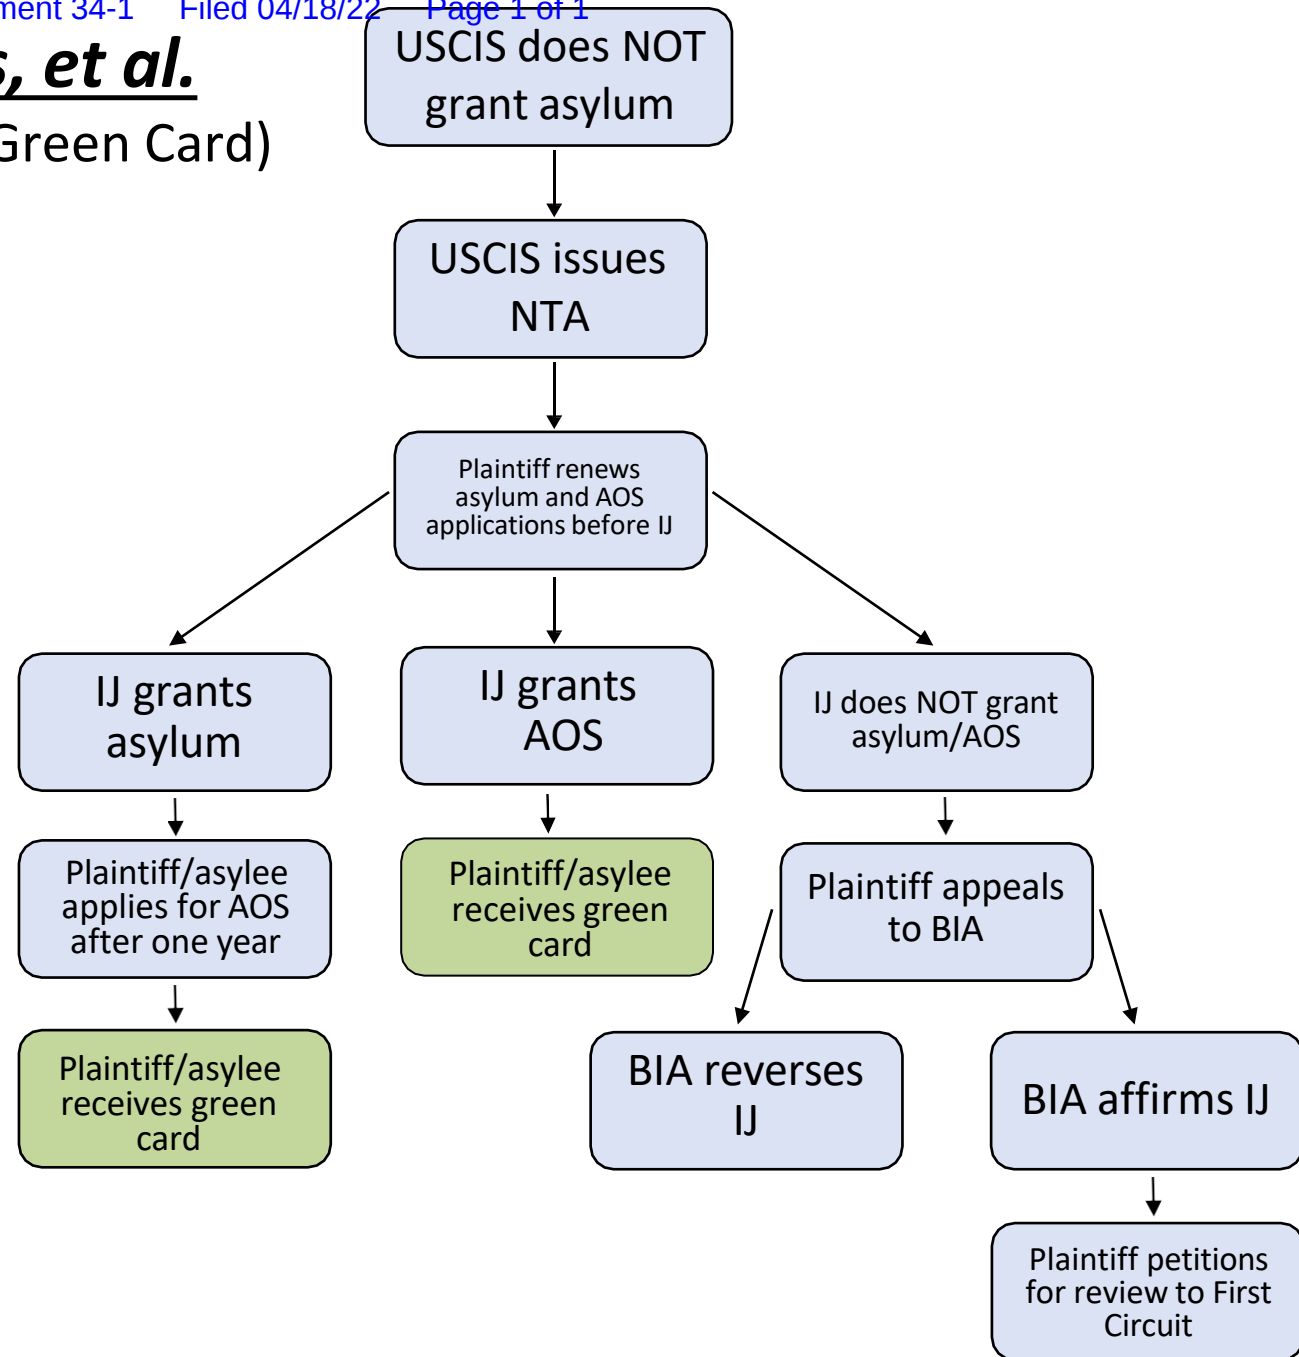 ment 34-1 Filed 04/18/22 Page 1 of 1
s, et al.
Green Card)
USCIS does NOT
grant asylum
USCIS issues
NTA
Plaintiff renews
asylum and AOS
applications before IJ
IJ grants
asylum
IJ grants
AOS
IJ does NOT grant
asylum/AOS
Plaintiff/asylee
applies for AOS
after one year
Plaintiff/asylee
receives green
card
Plaintiff appeals
to BIA
Plaintiff/asylee
receives green
card
BIA reverses
IJ
BIA affirms IJ
Plaintiff petitions
for review to First
Circuit